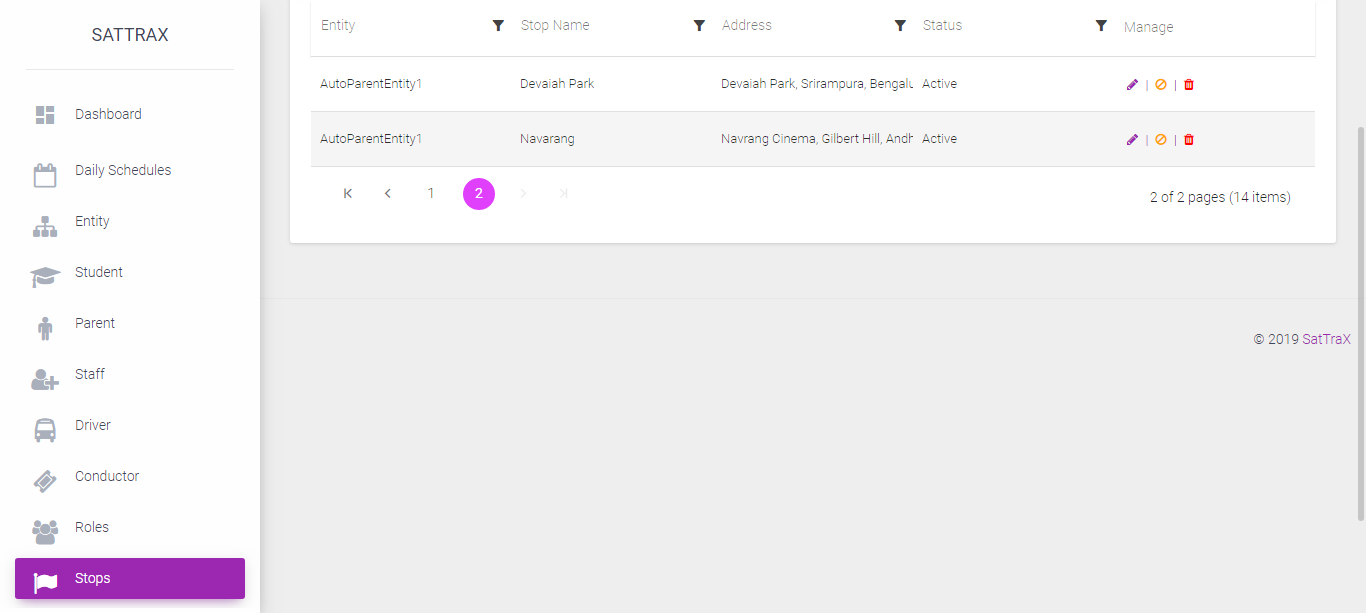 SATTRAX
Dashboard
Daily Schedules
Entity
Student
Parent
Staff
Driver
Conductor
Roles
Stops
Entity Stop Name Address Status Manage
AutoParentEntity1 Devaiah Park Devaiah Park, Srirampura, Bengalu Active | |
AutoParentEntity1 Navarang Navrang Cinema, Gilbert Hill, Andh Active | |
1 2 2 of 2 pages (14 items)
© 2019 SatTraX